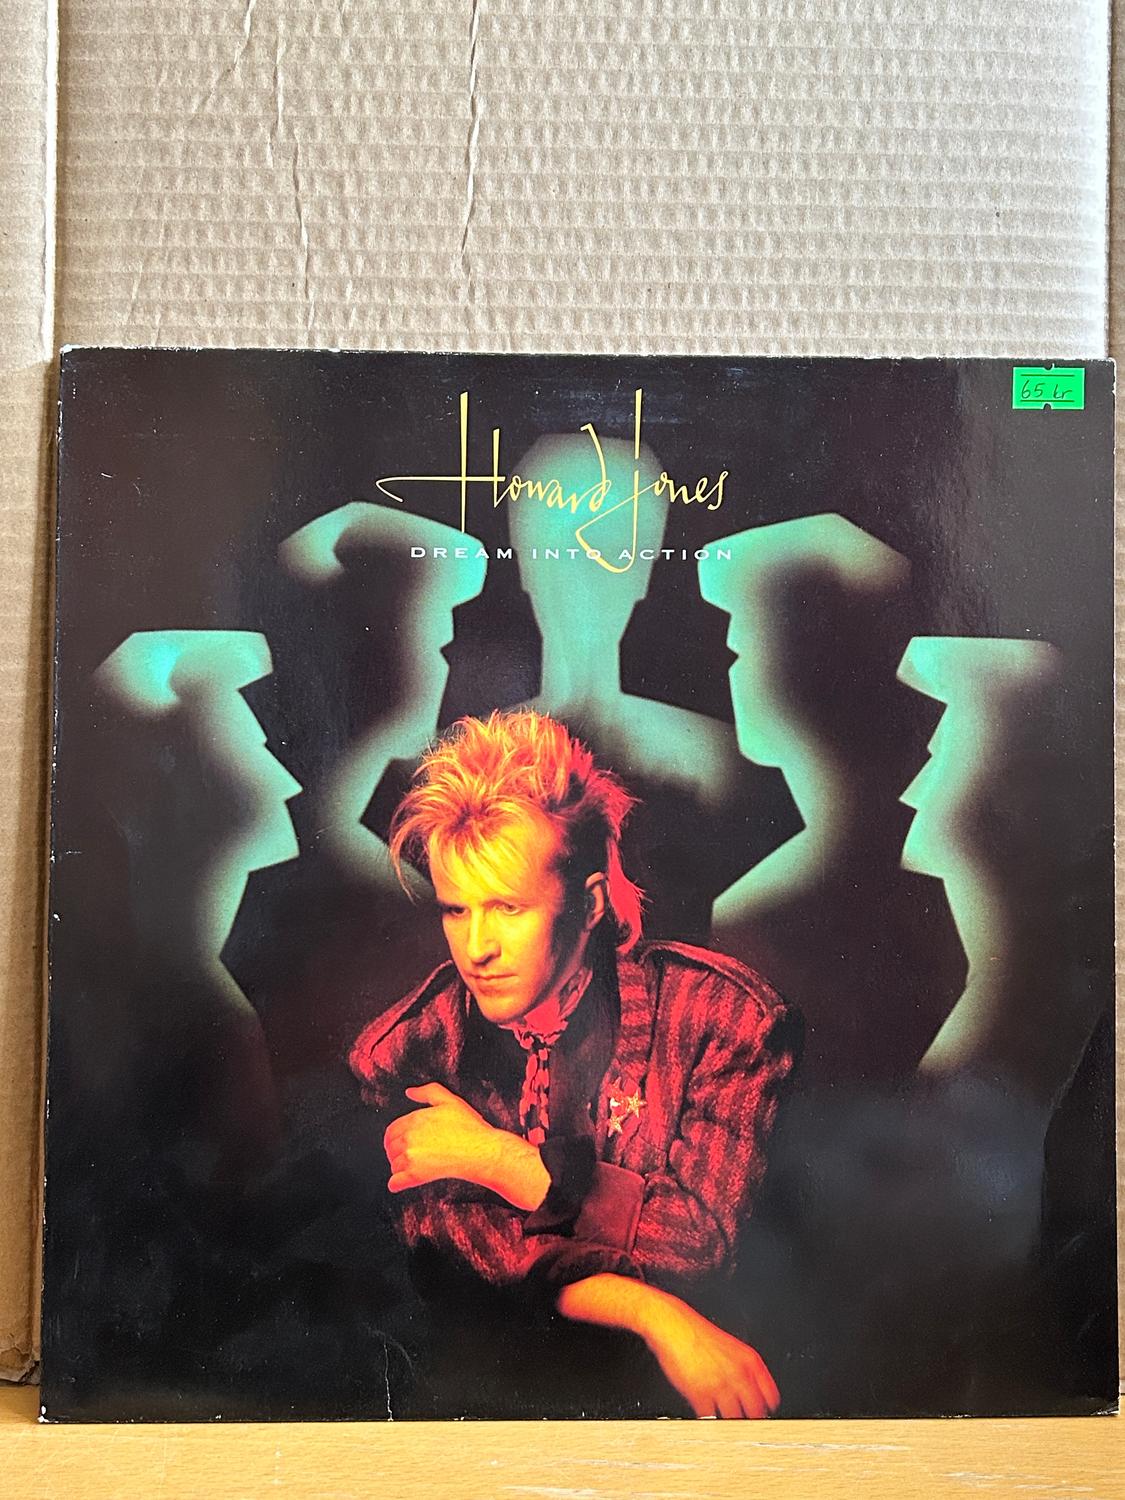 65 kr
Howard Jones
DREAM INTO ACTION